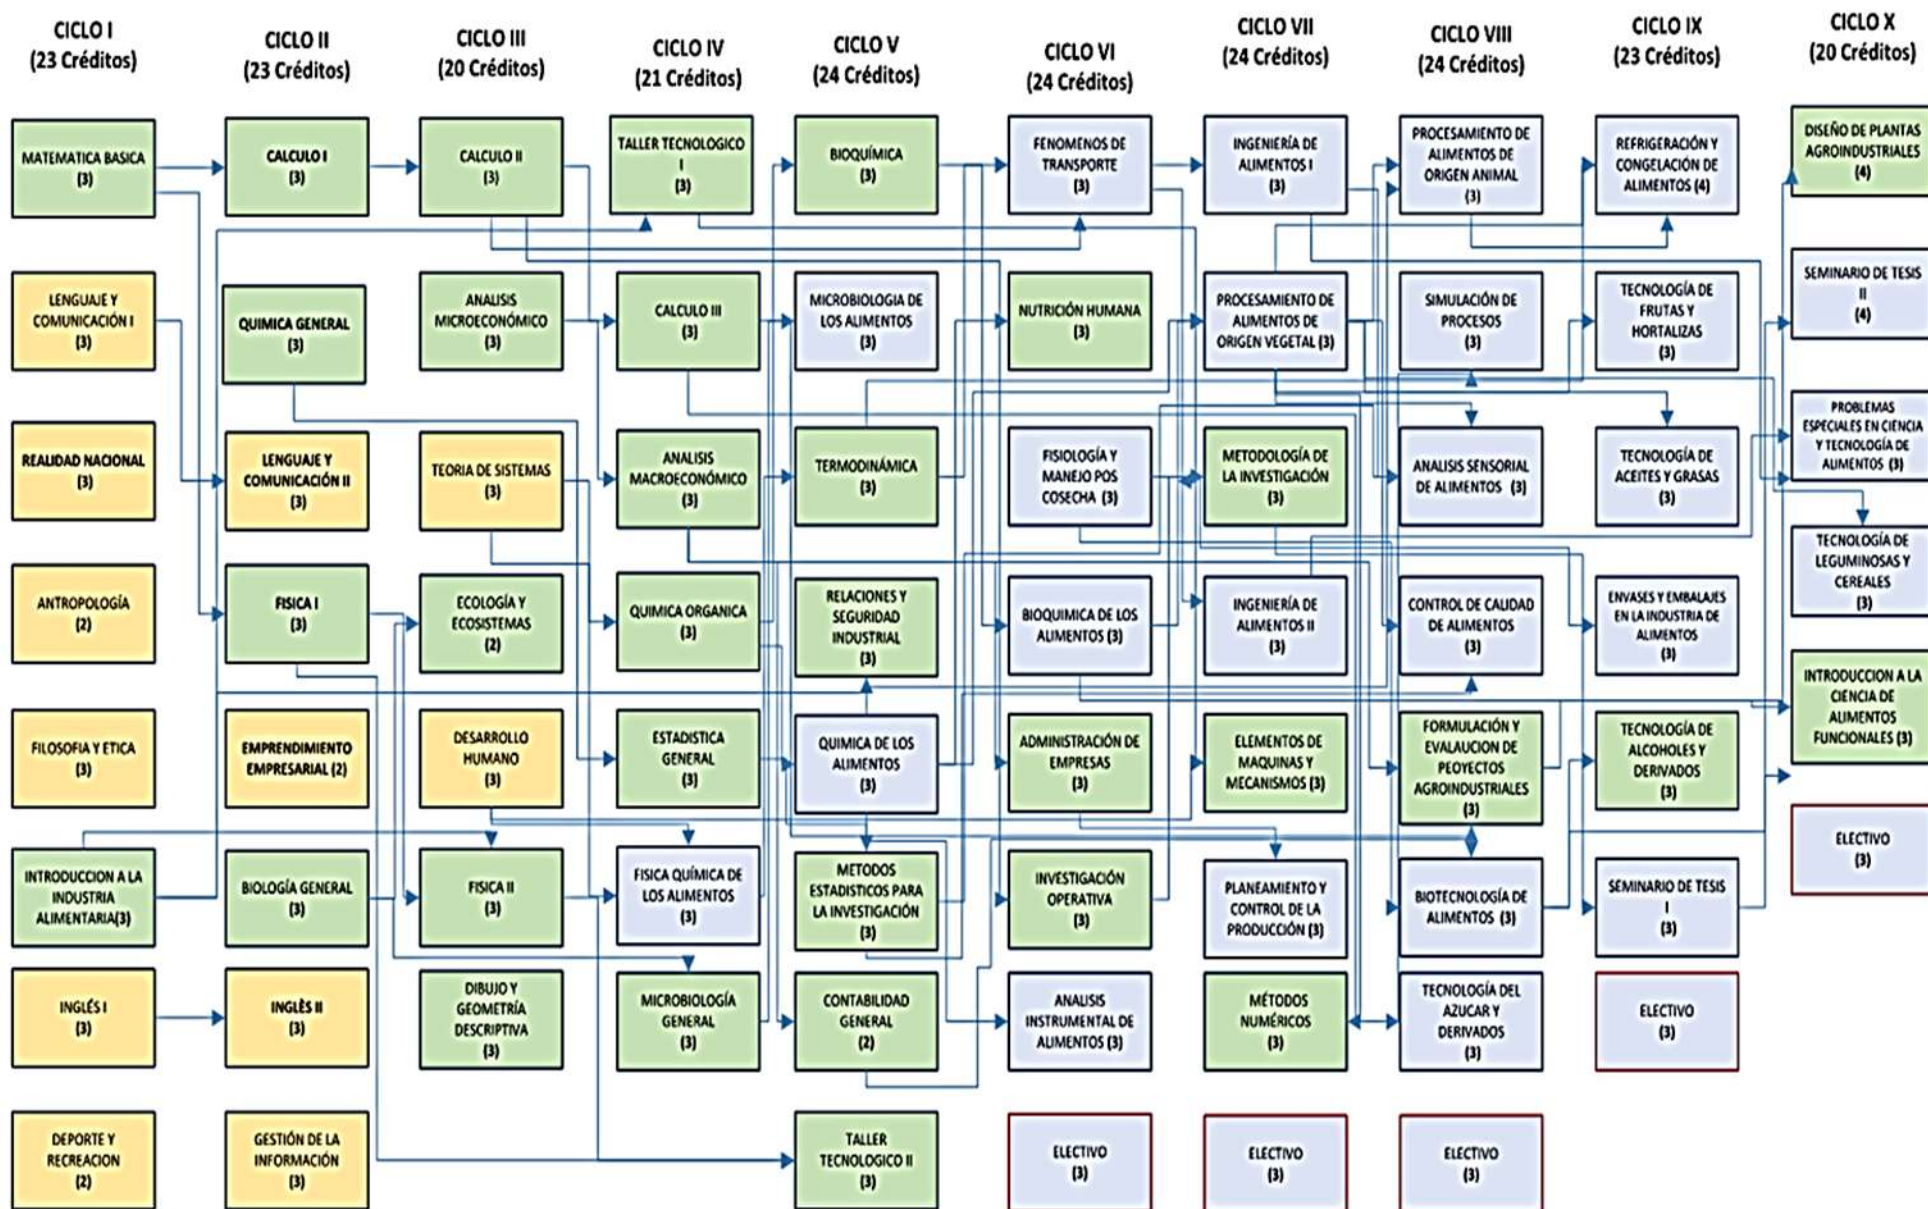 CICLO I
(23 Créditos)
MATEMATICA BASICA
(3)
LENGUAJE Y
COMUNICACIÓN I
(3)
REALIDAD NACIONAL
(3)
ANTROPOLOGÍA
(2)
FILOSOFIA Y ETICA
(3)
INTRODUCCION A LA
INDUSTRIA
ALIMENTARIA(3)
INGLÉS I
(3)
DEPORTE Y
RECREACION
(2)
CICLO II
(23 Créditos)
CALCULO I
(3)
QUIMICA GENERAL
(3)
LENGUAJE Y
COMUNICACIÓN II
(3)
FISICA I
(3)
EMPRENDIMIENTO
EMPRESARIAL (2)
BIOLOGÍA GENERAL
(3)
INGLÈS II
(3)
GESTIÓN DE LA
INFORMACIÓN
(3)
CICLO III
(20 Créditos)
CALCULO II
(3)
ANALISIS
MICROECONÓMICO
(3)
TEORIA DE SISTEMAS
(3)
ECOLOGÍA Y
ECOSISTEMAS
(2)
DESARROLLO
HUMANO
(3)
FISICA II
(3)
DIBUJO Y
GEOMETRÍA
DESCRIPTIVA
(3)
CICLO IV
(21 Créditos)
TALLER TECNOLOGICO
I
(3)
CALCULO III
(3)
ANALISIS
MACROECONÓMICO
(3)
QUIMICA ORGANICA
(3)
ESTADISTICA
GENERAL
(3)
FISICA QUÍMICA DE
LOS ALIMENTOS
(3)
MICROBIOLOGÍA
GENERAL
(3)
CICLO V
(24 Créditos)
BIOQUÍMICA
(3)
MICROBIOLOGIA DE
LOS ALIMENTOS
(3)
TERMODINÁMICA
(3)
RELACIONES Y
SEGURIDAD
INDUSTRIAL
(3)
QUIMICA DE LOS
ALIMENTOS
(3)
METODOS
ESTADISTICOS PARA
LA INVESTIGACIÓN
(3)
CONTABILIDAD
GENERAL
(2)
TALLER
TECNOLOGICO II
(3)
CICLO VI
(24 Créditos)
FENOMENOS DE
TRANSPORTE
(3)
NUTRICIÓN HUMANA
(3)
FISIOLOGÍA Y
MANEJO POS
COSECHA (3)
BIOQUIMICA DE LOS
ALIMENTOS (3)
ADMINISTRACIÓN DE
EMPRESAS
(3)
INVESTIGACIÓN
OPERATIVA
(3)
ANALISIS
INSTRUMENTAL DE
ALIMENTOS (3)
ELECTIVO
(3)
CICLO VII
(24 Créditos)
INGENIERÍA DE
ALIMENTOS I
(3)
PROCESAMIENTO DE
ALIMENTOS DE
ORIGEN VEGETAL (3)
METODOLOGÍA DE
LA INVESTIGACIÓN
(3)
INGENIERÍA DE
ALIMENTOS II
(3)
ELEMENTOS DE
MAQUINAS Y
MECANISMOS (3)
PLANEAMIENTO Y
CONTROL DE LA
PRODUCCIÓN (3)
MÉTODOS
NUMÉRICOS
(3)
ELECTIVO
(3)
CICLO VIII
(24 Créditos)
PROCESAMIENTO DE
ALIMENTOS DE
ORIGEN ANIMAL
(3)
SIMULACIÓN DE
PROCESOS
(3)
ANALISIS SENSORIAL
DE ALIMENTOS (3)
CONTROL DE CALIDAD
DE ALIMENTOS
(3)
FORMULACIÓN Y
EVALAUCION DE
PEOYECTOS
AGROINDUSTRIALES
(3)
BIOTECNOLOGÍA DE
ALIMENTOS (3)
TECNOLOGÍA DEL
AZUCAR Y
DERIVADOS
(3)
ELECTIVO
(3)
CICLO IX
(23 Créditos)
REFRIGERACIÓN Y
CONGELACIÓN DE
ALIMENTOS (4)
TECNOLOGÍA DE
FRUTAS Y
HORTALIZAS
(3)
TECNOLOGÍA DE
ACEITES Y GRASAS
(3)
ENVASES Y EMBALAJES
EN LA INDUSTRIA DE
ALIMENTOS
(3)
TECNOLOGÍA DE
ALCOHOLES Y
DERIVADOS
(3)
SEMINARIO DE TESIS
I
(3)
ELECTIVO
(3)
CICLO X
(20 Créditos)
DISEÑO DE PLANTAS
AGROINDUSTRIALES
(4)
SEMINARIO DE TESIS
II
(4)
PROBLEMAS
ESPECIALES EN CIENCIA
Y TECNOLOGÍA DE
ALIMENTOS (3)
TECNOLOGÍA DE
LEGUMINOSAS Y
CEREALES
(3)
INTRODUCCION A LA
CIENCIA DE
ALIMENTOS
FUNCIONALES (3)
ELECTIVO
(3)